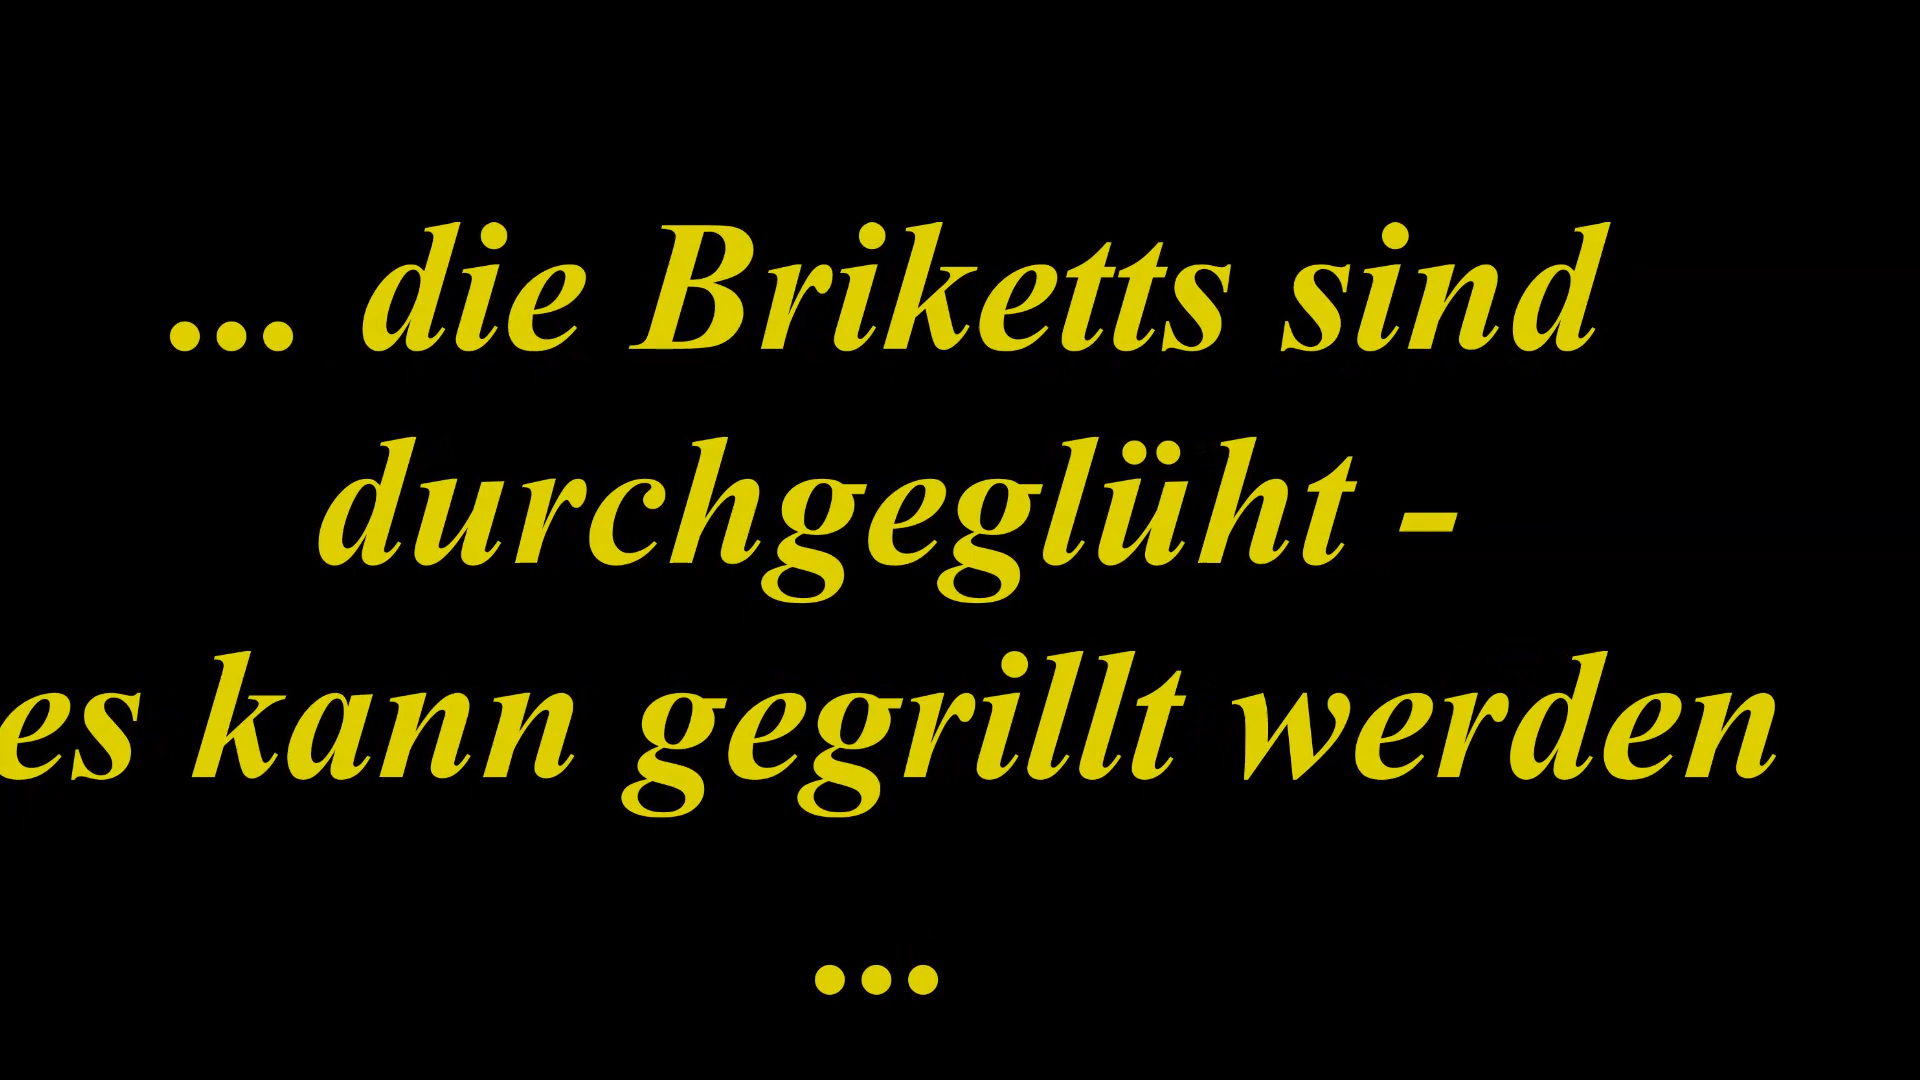 ... die Briketts sind
durchgeglüht -
es kann gegrillt werden
...